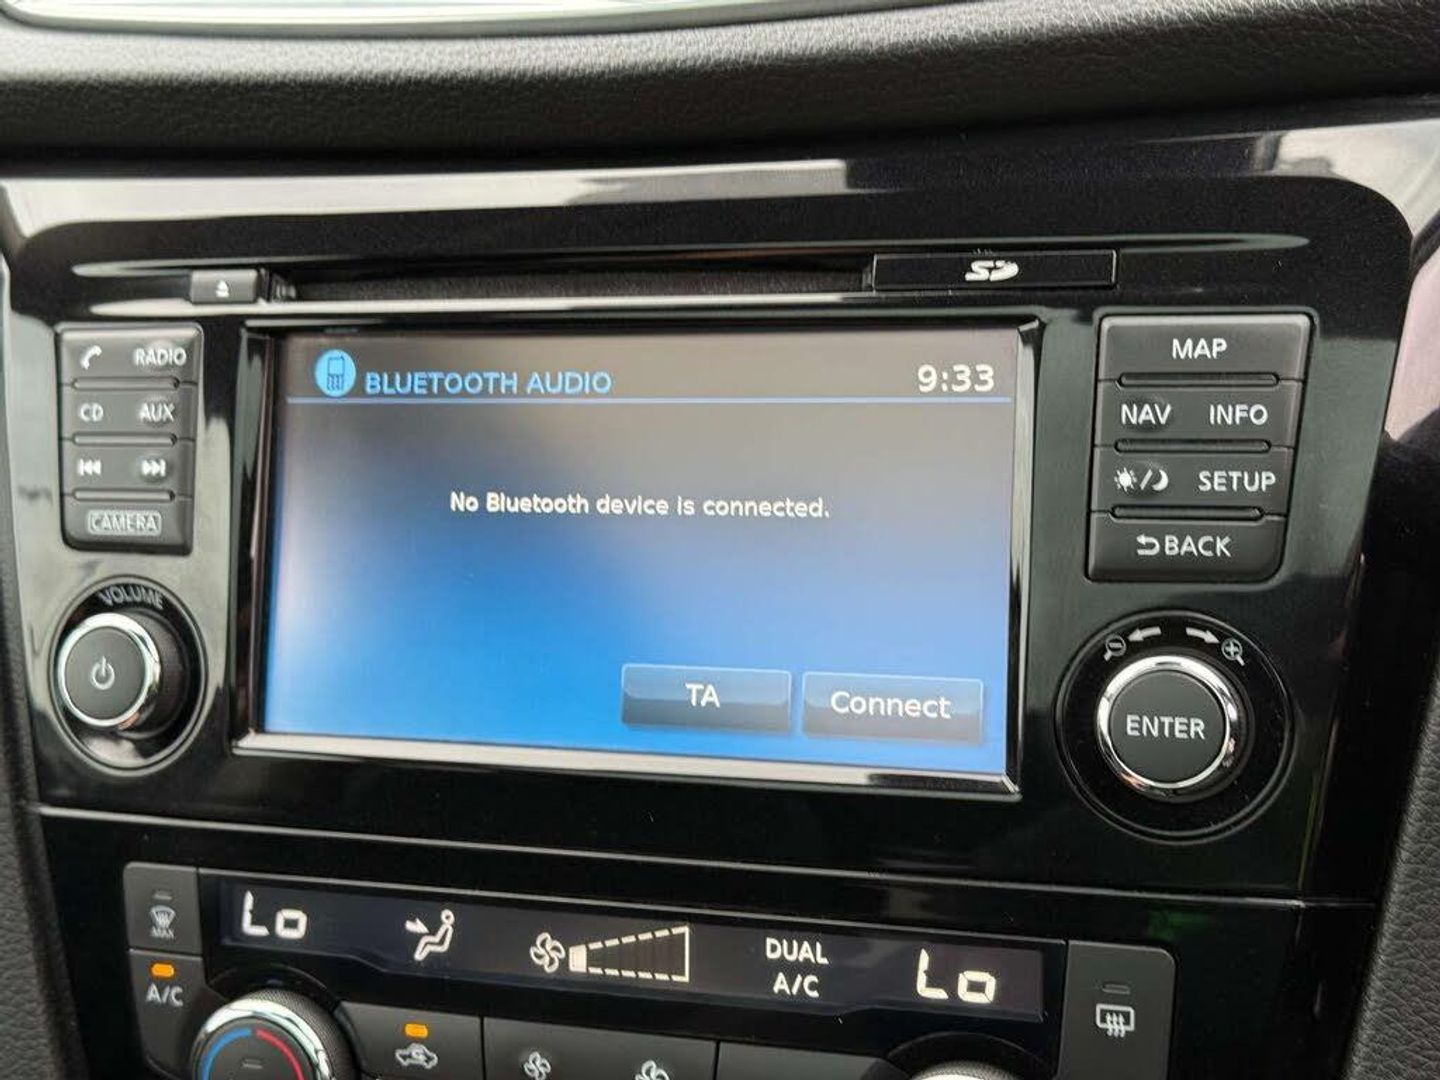 SD
RADIO
CD AUX
CAMERA
VOLUME
BLUETOOTH AUDIO 9:33
No Bluetooth device is connected.
TA Connect
MAP
NAV INFO
SETUP
BACK
ENTER
MAX
A/C
Lo DUAL Lo
A/C